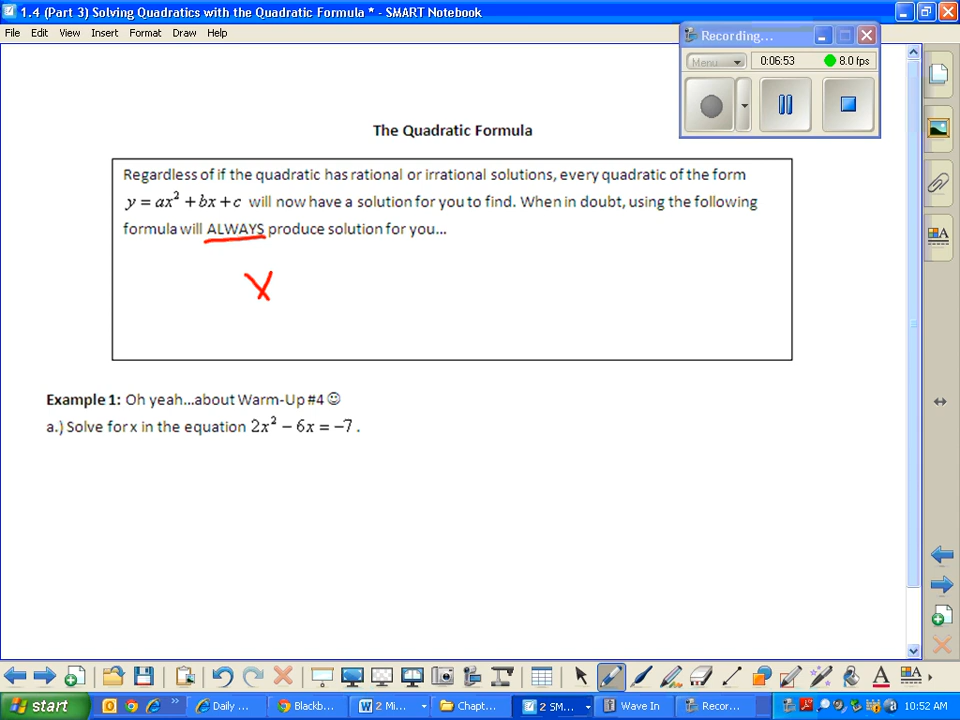 1.4 (Part 3) Solving Quadratics with the Quadratic Formula * - SMART Notebook
File Edit View Insert Format Draw Help
Recording...
Menu 0:06:53 8.0 fps
The Quadratic Formula
Regardless of if the quadratic has rational or irrational solutions, every quadratic of the form
y = ax² + bx + c will now have a solution for you to find. When in doubt, using the following
formula will ALWAYS produce solution for you...
X
Example 1: Oh yeah...about Warm-Up #4 ☺
a.) Solve for x in the equation 2x² − 6x = −7 .
start Daily ... Blackb... 2 Mi... Chapt... 2 SM... Wave In Recor... 10:52 AM